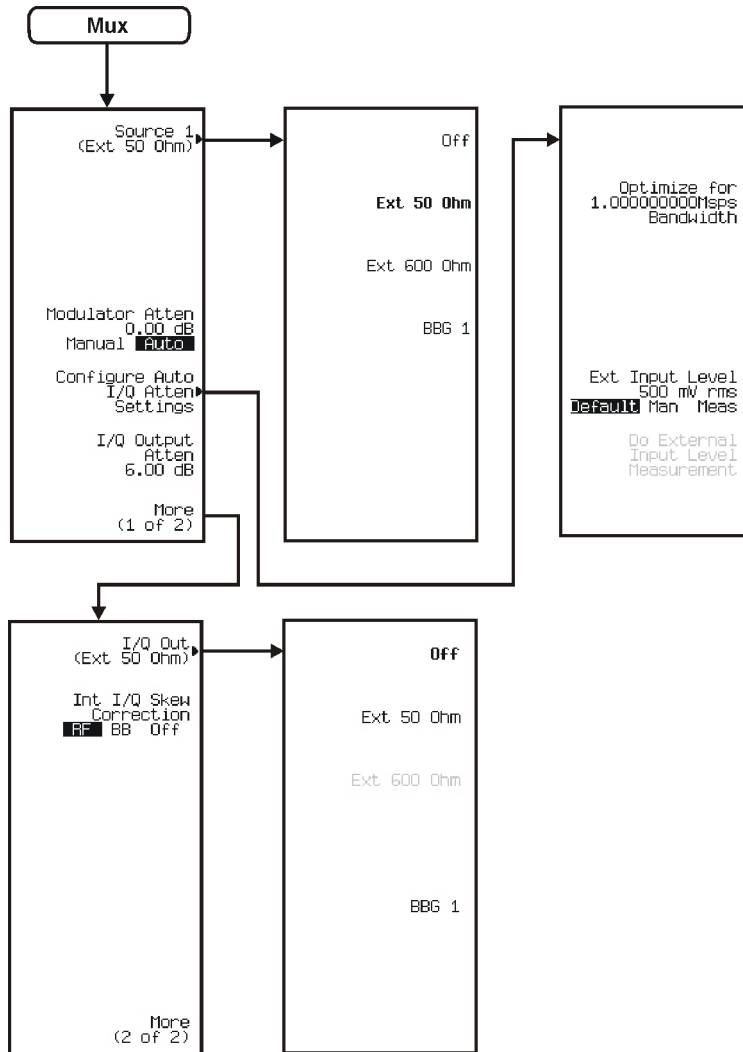 Mux
Source 1
(Ext 50 Ohm)
Modulator Atten
0.00 dB
Manual Auto
Configure Auto
I/Q Atten
Settings
I/Q Output
Atten
6.00 dB
More
(1 of 2)
Off
Ext 50 Ohm
Ext 600 Ohm
BBG 1
Optimize for
1.000000000Msps
Bandwidth
Ext Input Level
500 mV rms
Default Man Meas
Do External
Input Level
Measurement
I/Q Out
(Ext 50 Ohm)
Int I/Q Skew
Correction
RF BB Off
More
(2 of 2)
Off
Ext 50 Ohm
Ext 600 Ohm
BBG 1